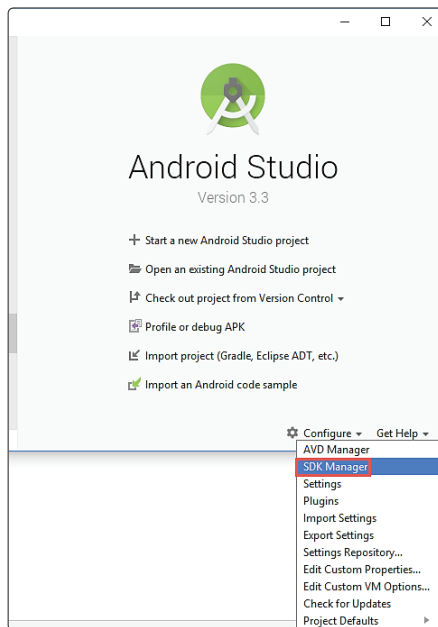 Android Studio
Version 3.3
Start a new Android Studio project
Open an existing Android Studio project
Check out project from Version Control
Profile or debug APK
Import project (Gradle, Eclipse ADT, etc.)
Import an Android code sample
Configure Get Help
AVD Manager
SDK Manager
Settings
Plugins
Import Settings
Export Settings
Settings Repository...
Edit Custom Properties...
Edit Custom VM Options...
Check for Updates
Project Defaults